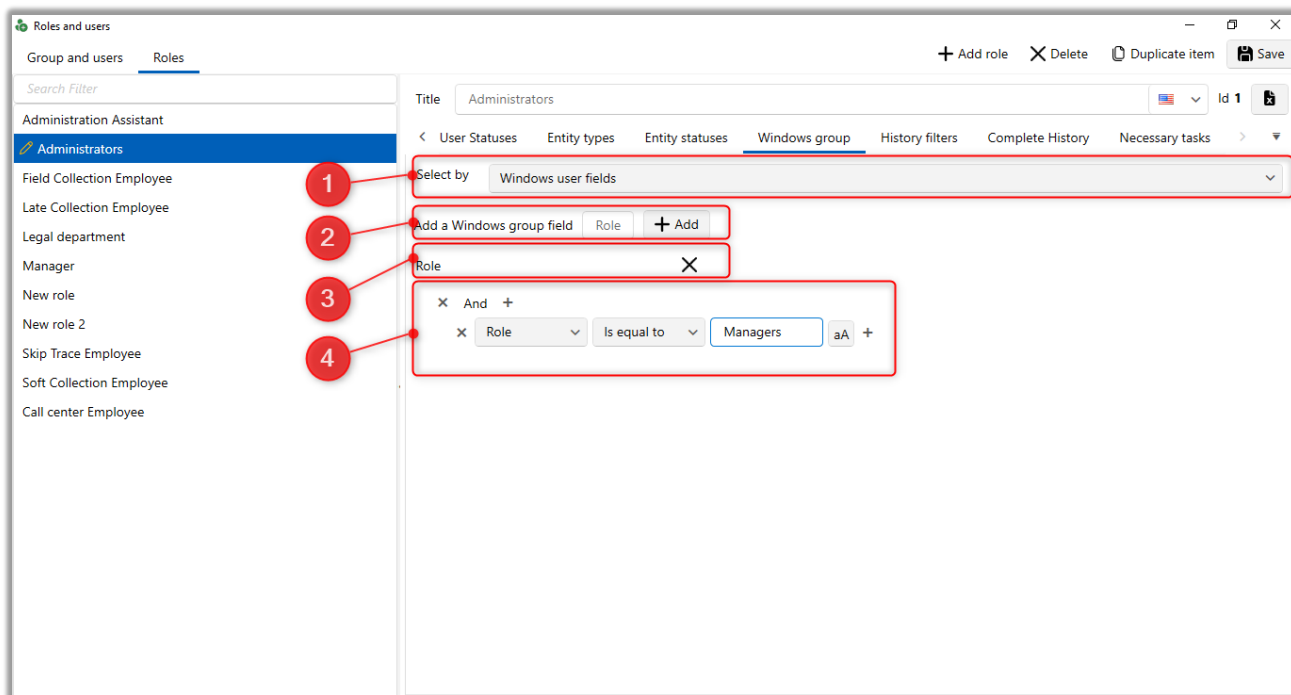 Roles and users
Group and users Roles
Add role Delete Duplicate item Save
Search Filter
Administration Assistant
Administrators
Field Collection Employee
Late Collection Employee
Legal department
Manager
New role
New role 2
Skip Trace Employee
Soft Collection Employee
Call center Employee
Title Administrators Id 1
User Statuses Entity types Entity statuses Windows group History filters Complete History Necessary tasks
1 Select by Windows user fields
2 Add a Windows group field Role + Add
3 Role
4
And +
Role Is equal to Managers aA +